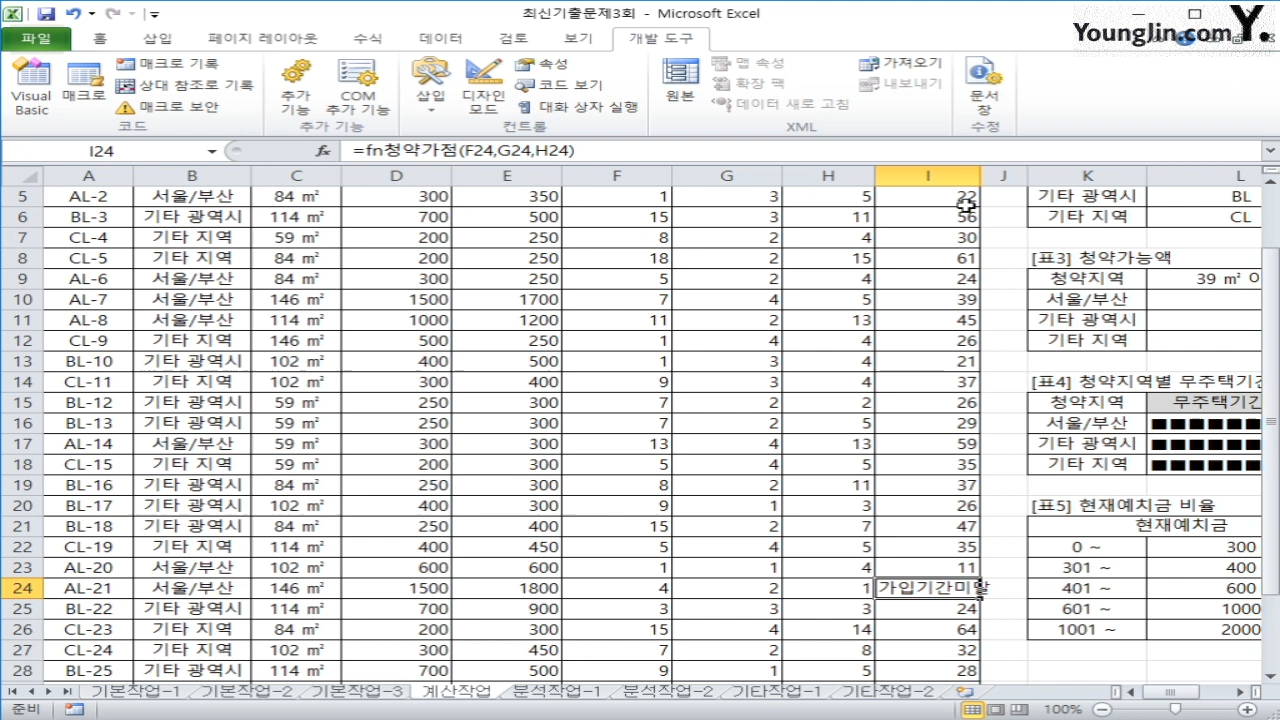 최신기출문제3회 - Microsoft Excel
YoungJin.com Y.
파일 홈 삽입 페이지 레이아웃 수식 데이터 검토 보기 개발 도구
Visual Basic
매크로
매크로 기록
상대 참조로 기록
매크로 보안
코드
추가 기능
COM 추가 기능
추가 기능
삽입
디자인 모드
속성
코드 보기
대화 상자 실행
컨트롤
원본
맵 속성
확장 팩
데이터 새로 고침
가져오기
내보내기
XML
문서 창
수정
I24 fx =fn청약가점(F24,G24,H24)
A B C D E F G H I J K L
5 AL-2 서울/부산 84 ㎡ 300 350 1 3 5 22 기타 광역시 BL
6 BL-3 기타 광역시 114 ㎡ 700 500 15 3 11 56 기타 지역 CL
7 CL-4 기타 지역 59 ㎡ 200 250 8 2 4 30
8 CL-5 기타 지역 84 ㎡ 200 250 18 2 15 61 [표3] 청약가능액
9 AL-6 서울/부산 84 ㎡ 300 250 5 2 4 24 청약지역 39 ㎡
10 AL-7 서울/부산 146 ㎡ 1500 1700 7 4 5 39 서울/부산
11 AL-8 서울/부산 114 ㎡ 1000 1200 11 2 13 45 기타 광역시
12 CL-9 기타 지역 146 ㎡ 500 250 1 4 4 26 기타 지역
13 BL-10 기타 광역시 102 ㎡ 400 500 1 3 4 21
14 CL-11 기타 지역 102 ㎡ 300 400 9 3 4 37 [표4] 청약지역별 무주택기간
15 BL-12 기타 광역시 59 ㎡ 250 300 7 2 2 26 청약지역 무주택기간
16 BL-13 기타 광역시 59 ㎡ 250 300 7 2 5 29 서울/부산 ■■■■■■
17 AL-14 서울/부산 59 ㎡ 300 300 13 4 13 59 기타 광역시 ■■■■■■
18 CL-15 기타 지역 59 ㎡ 200 300 5 4 5 35 기타 지역 ■■■■■■
19 BL-16 기타 광역시 84 ㎡ 250 300 8 2 11 37
20 BL-17 기타 광역시 102 ㎡ 400 300 9 1 3 26 [표5] 현재예치금 비율
21 BL-18 기타 광역시 84 ㎡ 250 400 15 2 7 47 현재예치금
22 CL-19 기타 지역 114 ㎡ 400 450 5 4 5 35 0 ~ 300
23 AL-20 서울/부산 102 ㎡ 600 600 1 1 4 11 301 ~ 400
24 AL-21 서울/부산 146 ㎡ 1500 1800 4 2 1 가입기간미달 401 ~ 600
25 BL-22 기타 광역시 114 ㎡ 700 900 3 3 3 24 601 ~ 1000
26 CL-23 기타 지역 84 ㎡ 200 300 15 4 14 64 1001 ~ 2000
27 CL-24 기타 지역 102 ㎡ 300 450 7 2 8 32
28 BL-25 기타 광역시 114 ㎡ 700 500 9 1 5 28
기본작업-1 기본작업-2 기본작업-3 계산작업 분석작업-1 분석작업-2 기타작업-1 기타작업-2
준비 100%